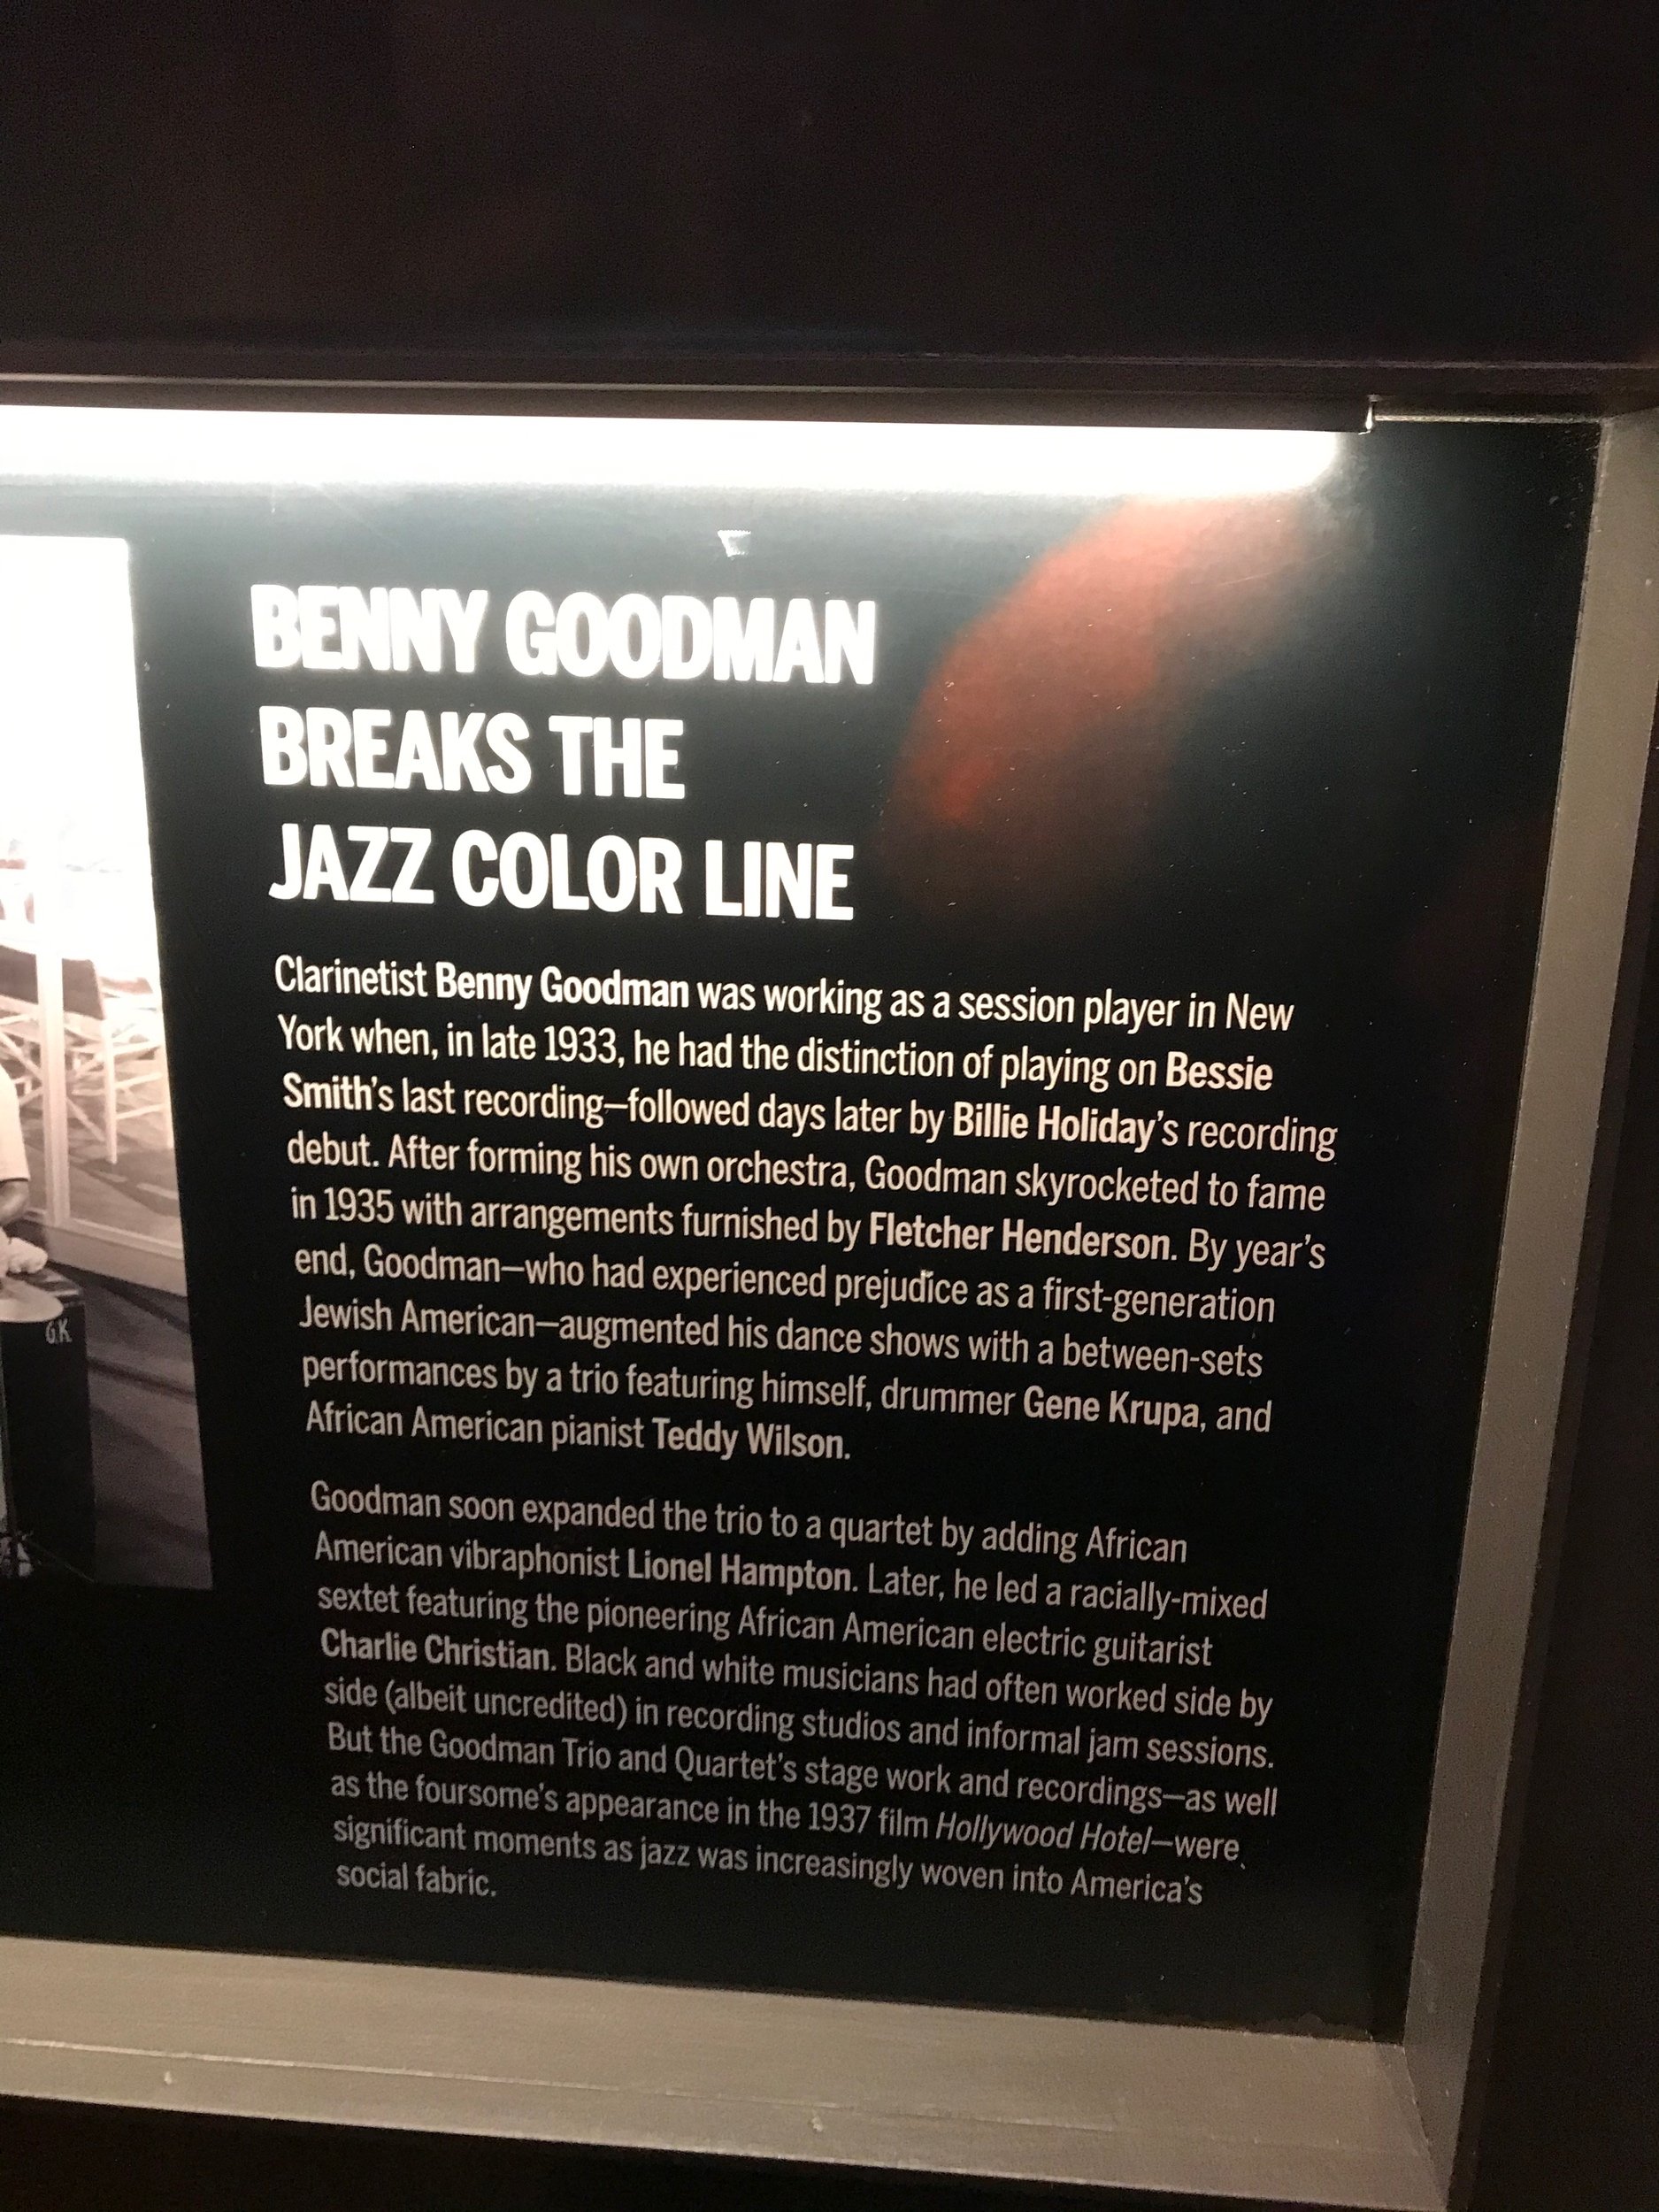 BENNY GOODMAN
BREAKS THE
JAZZ COLOR LINE
Clarinetist Benny Goodman was working as a session player in New
York when, in late 1933, he had the distinction of playing on Bessie
Smith's last recording—followed days later by Billie Holiday's recording
debut. After forming his own orchestra, Goodman skyrocketed to fame
in 1935 with arrangements furnished by Fletcher Henderson. By year's
end, Goodman—who had experienced prejudice as a first-generation
Jewish American—augmented his dance shows with a between-sets
performances by a trio featuring himself, drummer Gene Krupa, and
African American pianist Teddy Wilson.
Goodman soon expanded the trio to a quartet by adding African
American vibraphonist Lionel Hampton. Later, he led a racially-mixed
sextet featuring the pioneering African American electric guitarist
Charlie Christian. Black and white musicians had often worked side by
side (albeit uncredited) in recording studios and informal jam sessions.
But the Goodman Trio and Quartet's stage work and recordings—as well
as the foursome's appearance in the 1937 film Hollywood Hotel—were
significant moments as jazz was increasingly woven into America's
social fabric.
GK